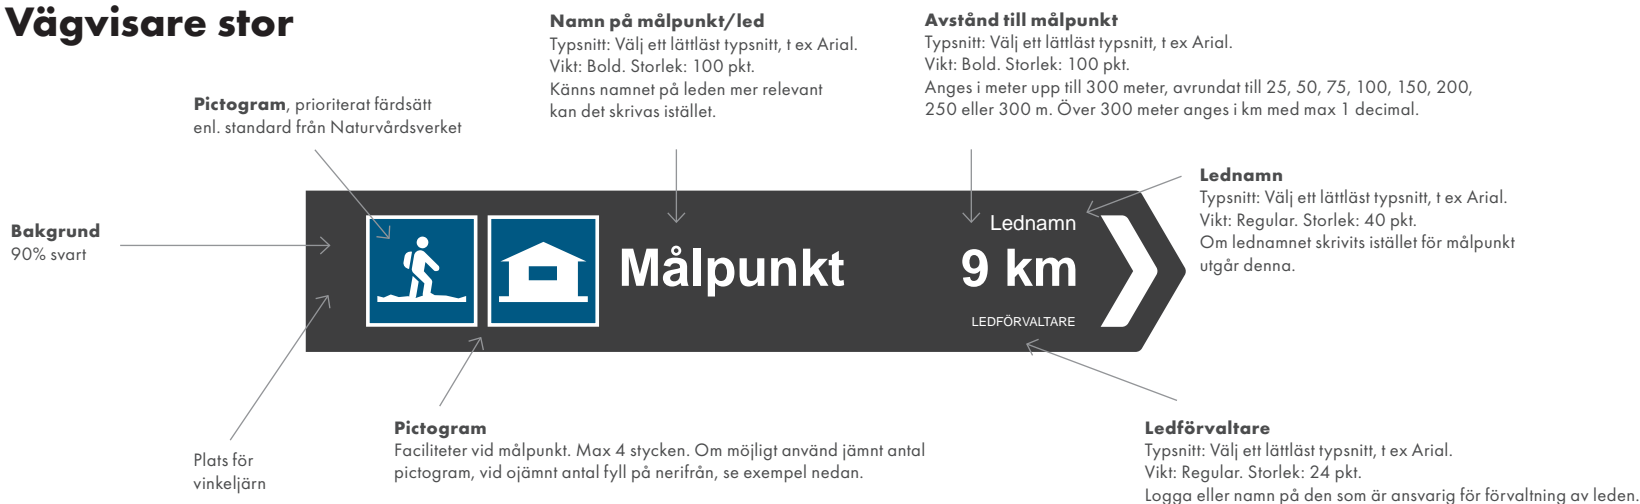 Vägvisare stor
Namn på målpunkt/led
Typsnitt: Välj ett lättläst typsnitt, t ex Arial.
Vikt: Bold. Storlek: 100 pkt.
Känns namnet på leden mer relevant
kan det skrivas istället.
Avstånd till målpunkt
Typsnitt: Välj ett lättläst typsnitt, t ex Arial.
Vikt: Bold. Storlek: 100 pkt.
Anges i meter upp till 300 meter, avrundat till 25, 50, 75, 100, 150, 200,
250 eller 300 m. Över 300 meter anges i km med max 1 decimal.
Pictogram, prioriterat färdsätt
enl. standard från Naturvårdsverket
Lednamn
Typsnitt: Välj ett lättläst typsnitt, t ex Arial.
Vikt: Regular. Storlek: 40 pkt.
Om lednamnet skrivits istället för målpunkt
utgår denna.
Bakgrund
90% svart
Lednamn
Målpunkt
9 km
LEDFÖRVALTARE
Plats för
vinkeljärn
Pictogram
Faciliteter vid målpunkt. Max 4 stycken. Om möjligt använd jämnt antal
pictogram, vid ojämnt antal fyll på nerifrån, se exempel nedan.
Ledförvaltare
Typsnitt: Välj ett lättläst typsnitt, t ex Arial.
Vikt: Regular. Storlek: 24 pkt.
Logga eller namn på den som är ansvarig för förvaltning av leden.